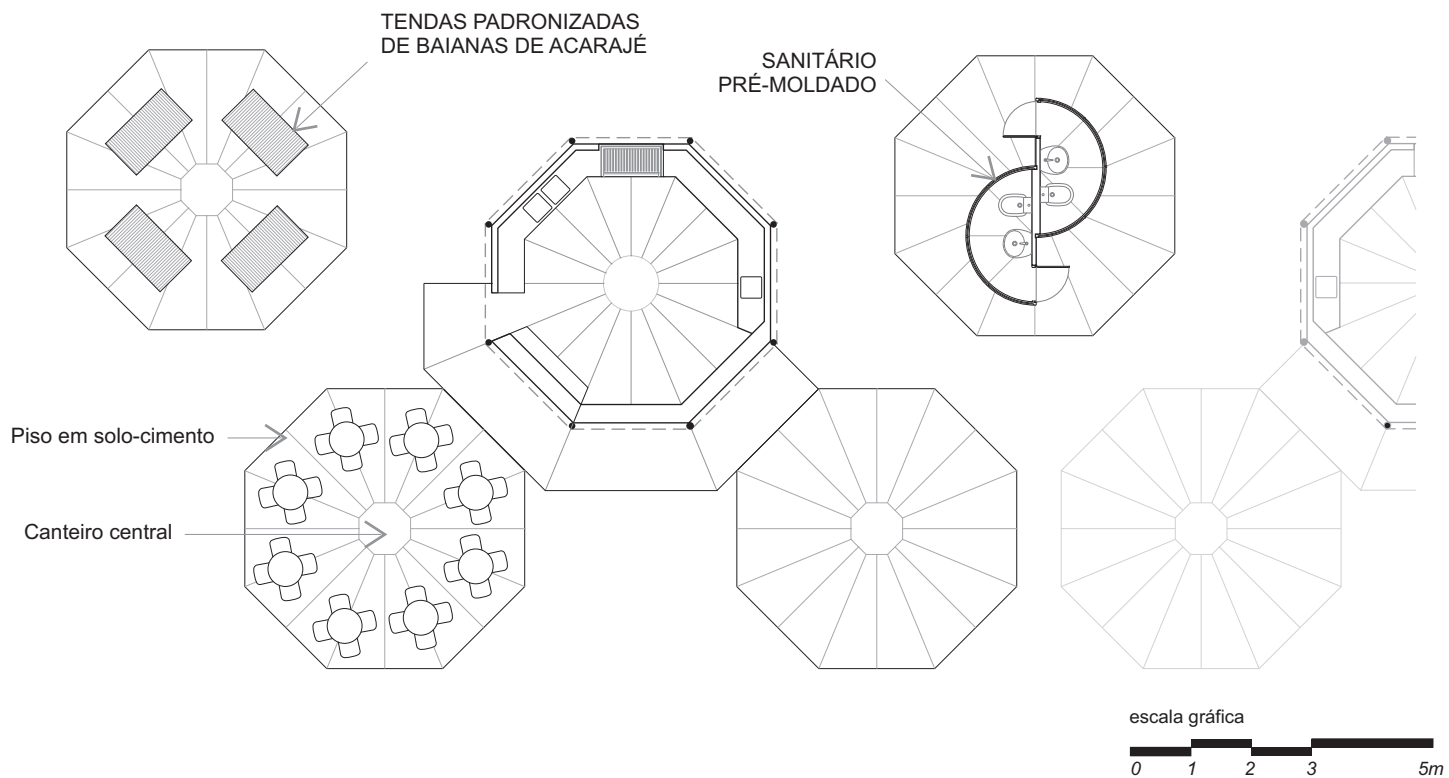 TENDAS PADRONIZADAS
DE BAIANAS DE ACARAJÉ
SANITÁRIO
PRÉ-MOLDADO
Piso em solo-cimento
Canteiro central
escala gráfica
0 1 2 3 5m